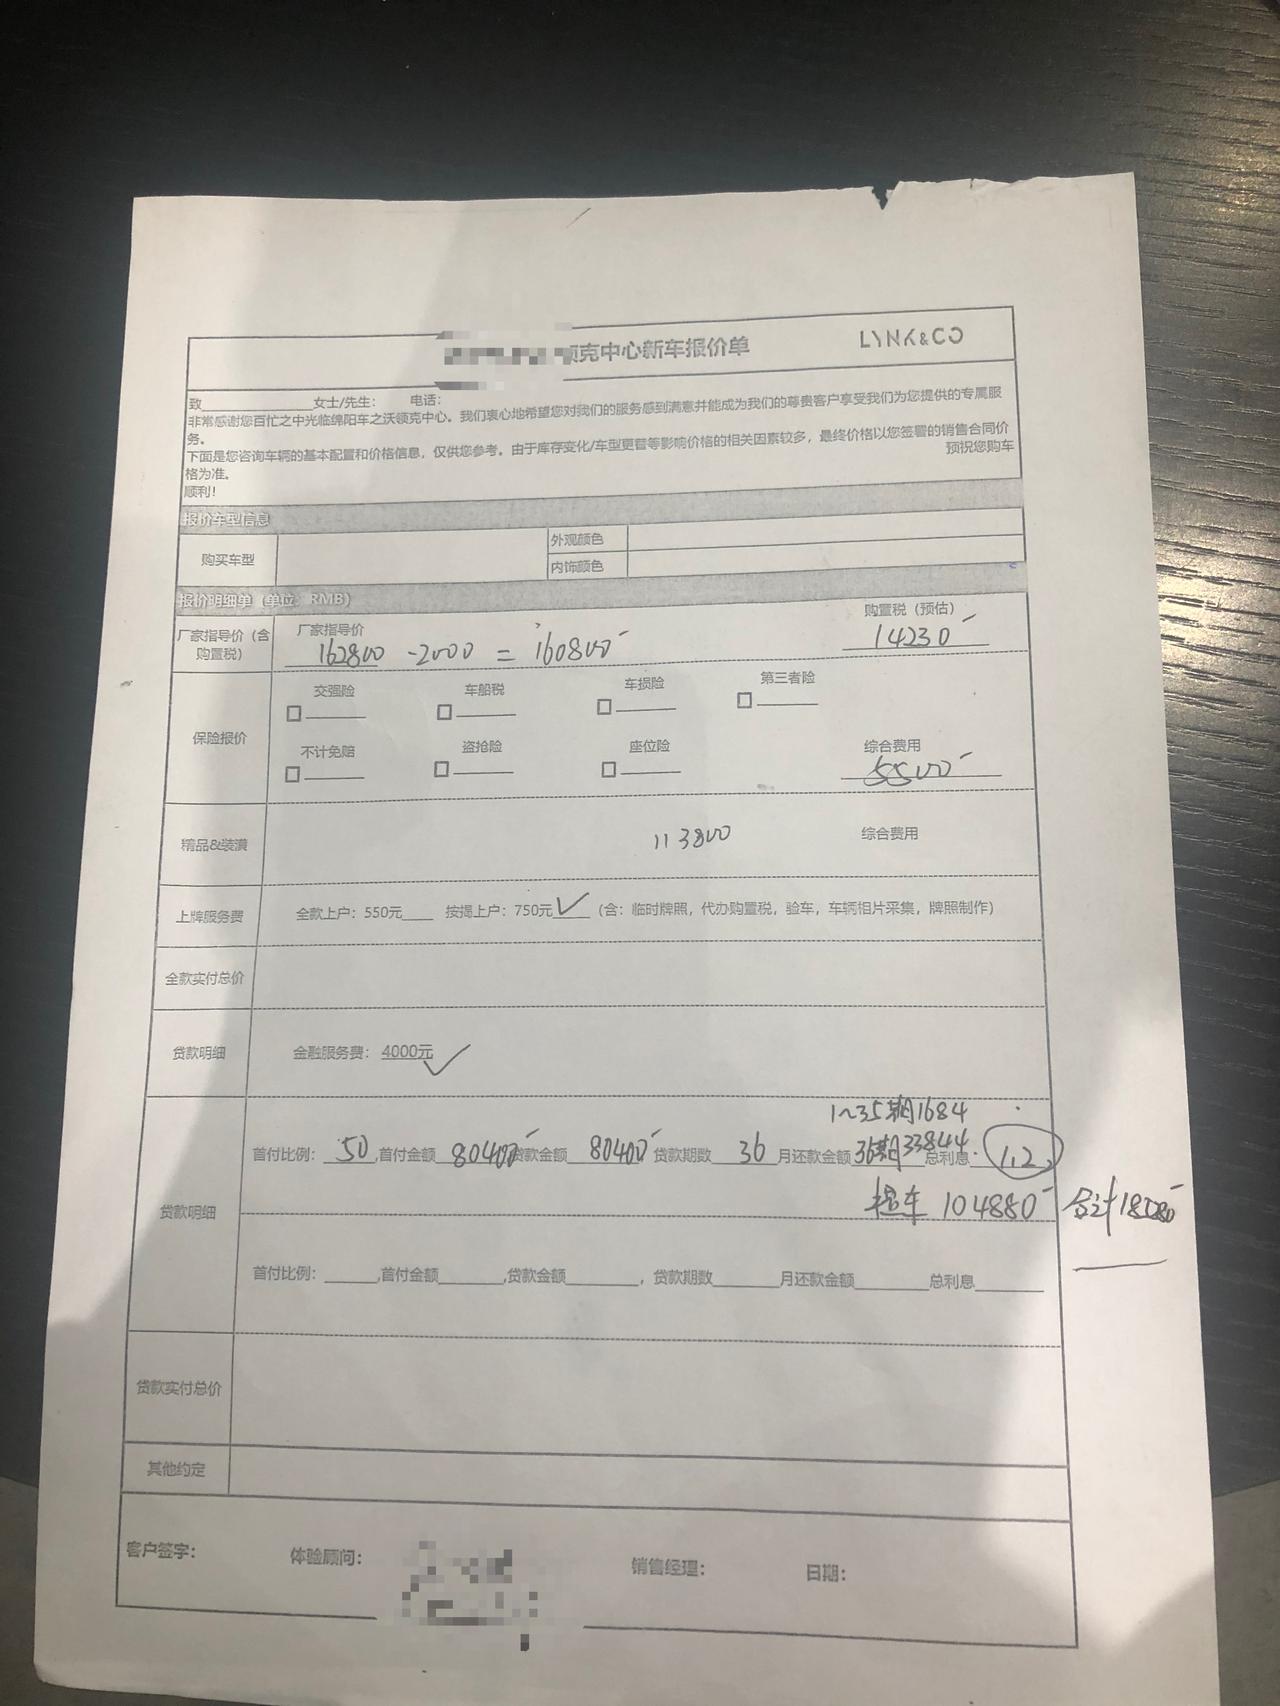 领克中心新车报价单 LYNK&CO
致 女士/先生: 电话:
非常感谢您百忙之中光临绵阳车之沃领克中心。我们衷心地希望您对我们的服务感到满意并能成为我们的尊贵客户享受我们为您提供的专属服
务。
下面是您咨询车辆的基本配置和价格信息，仅供您参考。由于库存变化/车型更替等影响价格的相关因素较多，最终价格以您签署的销售合同价
格为准。 预祝您购车
顺利！
报价车型信息
购买车型 外观颜色
内饰颜色
报价明细单（单位：RMB）
厂家指导价（含购置税） 厂家指导价 162800 -2000 = 160800 购置税（预估） 14230
交强险 车船税 车损险 第三者险
保险报价
不计免赔 盗抢险 座位险 综合费用 5500
精品&装潢 113800 综合费用
上牌服务费 全款上户：550元 按揭上户：750元 ✓ （含：临时牌照，代办购置税，验车，车辆相片采集，牌照制作）
全款实付总价
贷款明细 金融服务费：4000元 ✓
1~35期1684
首付比例: 50 ,首付金额 80400 贷款金额 80400 贷款期数 36 月还款金额 36期33844 总利息 1.2
贷款明细 提车 104880 合计
首付比例: ,首付金额 ,贷款金额 , 贷款期数 月还款金额 总利息
贷款实付总价
其他约定
客户签字: 体验顾问: 销售经理: 日期: